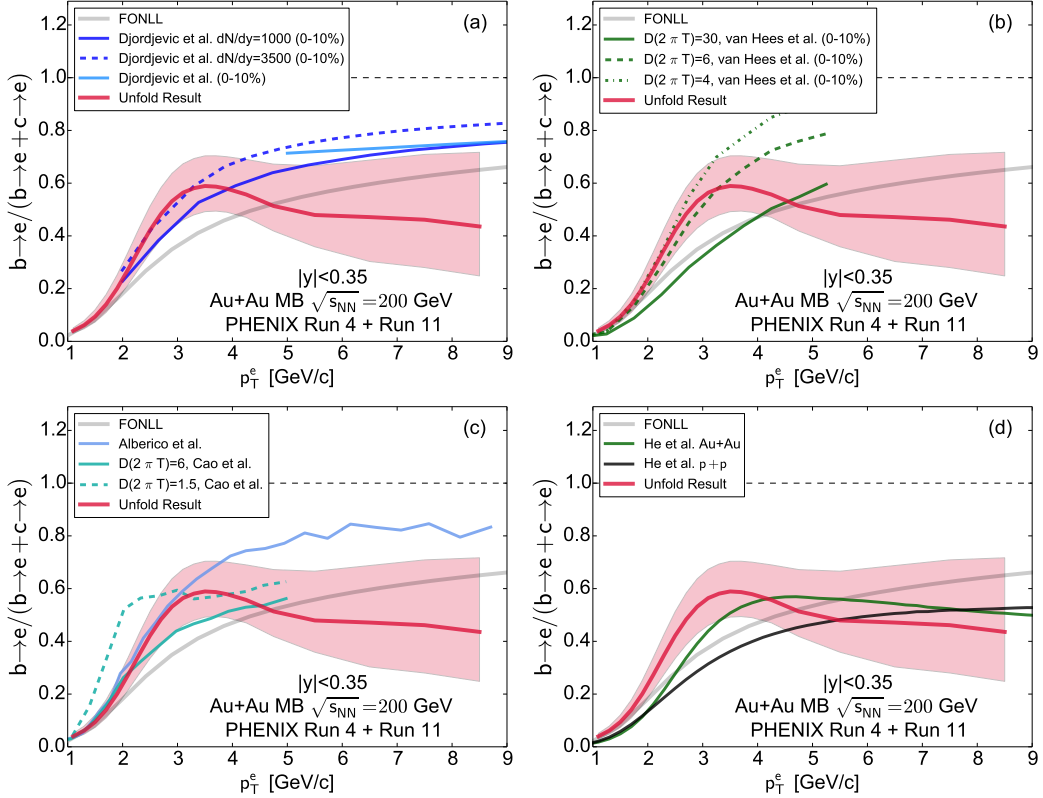 (a)
FONLL
Djordjevic et al. dN/dy=1000 (0-10%)
Djordjevic et al. dN/dy=3500 (0-10%)
Djordjevic et al. (0-10%)
Unfold Result
1.2
1.0
0.8
0.6
0.4
0.2
0.0
b→e/(b→e+c→e)
|y|<0.35
Au+Au MB √s_NN=200 GeV
PHENIX Run 4 + Run 11
1 2 3 4 5 6 7 8 9
p_T^e [GeV/c]
(b)
FONLL
D(2 π T)=30, van Hees et al. (0-10%)
D(2 π T)=6, van Hees et al. (0-10%)
D(2 π T)=4, van Hees et al. (0-10%)
Unfold Result
1.2
1.0
0.8
0.6
0.4
0.2
0.0
b→e/(b→e+c→e)
|y|<0.35
Au+Au MB √s_NN=200 GeV
PHENIX Run 4 + Run 11
1 2 3 4 5 6 7 8 9
p_T^e [GeV/c]
(c)
FONLL
Alberico et al.
D(2 π T)=6, Cao et al.
D(2 π T)=1.5, Cao et al.
Unfold Result
1.2
1.0
0.8
0.6
0.4
0.2
0.0
b→e/(b→e+c→e)
|y|<0.35
Au+Au MB √s_NN=200 GeV
PHENIX Run 4 + Run 11
1 2 3 4 5 6 7 8 9
p_T^e [GeV/c]
(d)
FONLL
He et al. Au+Au
He et al. p+p
Unfold Result
1.2
1.0
0.8
0.6
0.4
0.2
0.0
b→e/(b→e+c→e)
|y|<0.35
Au+Au MB √s_NN=200 GeV
PHENIX Run 4 + Run 11
1 2 3 4 5 6 7 8 9
p_T^e [GeV/c]